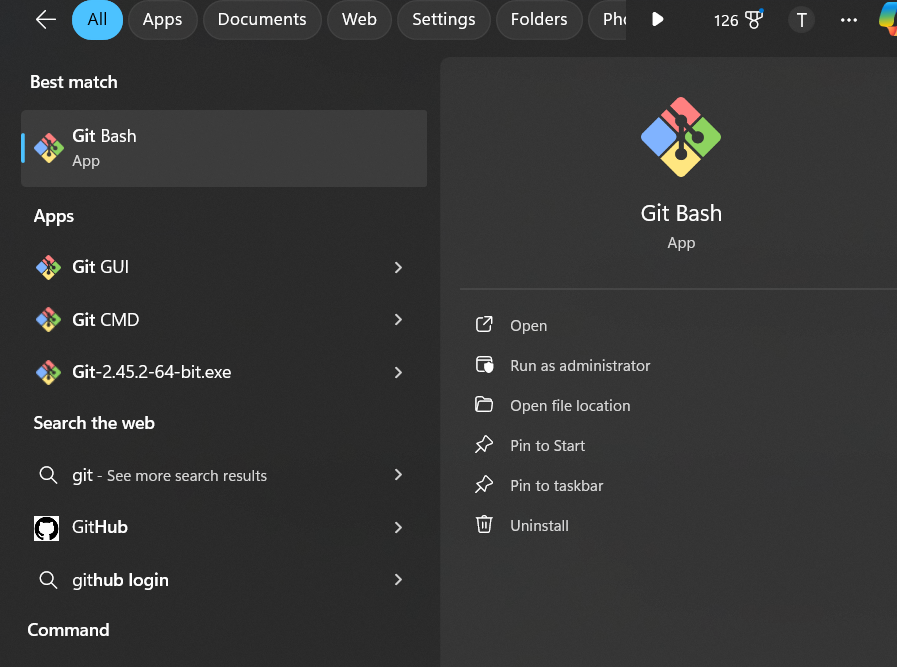 All Apps Documents Web Settings Folders Pho 126 T
Best match
Git Bash
App
Apps
Git GUI
Git CMD
Git-2.45.2-64-bit.exe
Search the web
git - See more search results
GitHub
github login
Command
Git Bash
App
Open
Run as administrator
Open file location
Pin to Start
Pin to taskbar
Uninstall